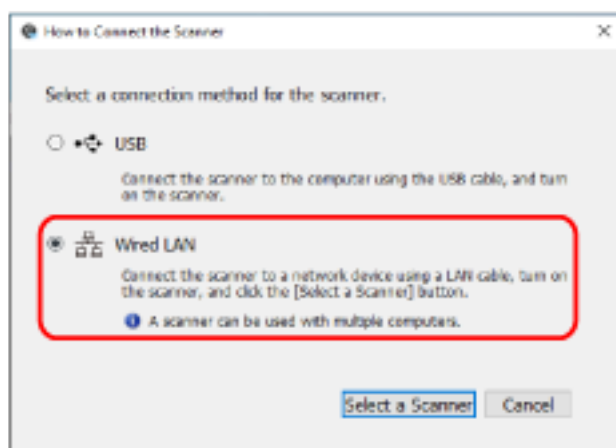 How to Connect the Scanner
Select a connection method for the scanner.
USB
Connect the scanner to the computer using the USB cable, and turn
on the scanner.
Wired LAN
Connect the scanner to a network device using a LAN cable, turn on
the scanner, and click the [Select a Scanner] button.
A scanner can be used with multiple computers.
Select a Scanner Cancel